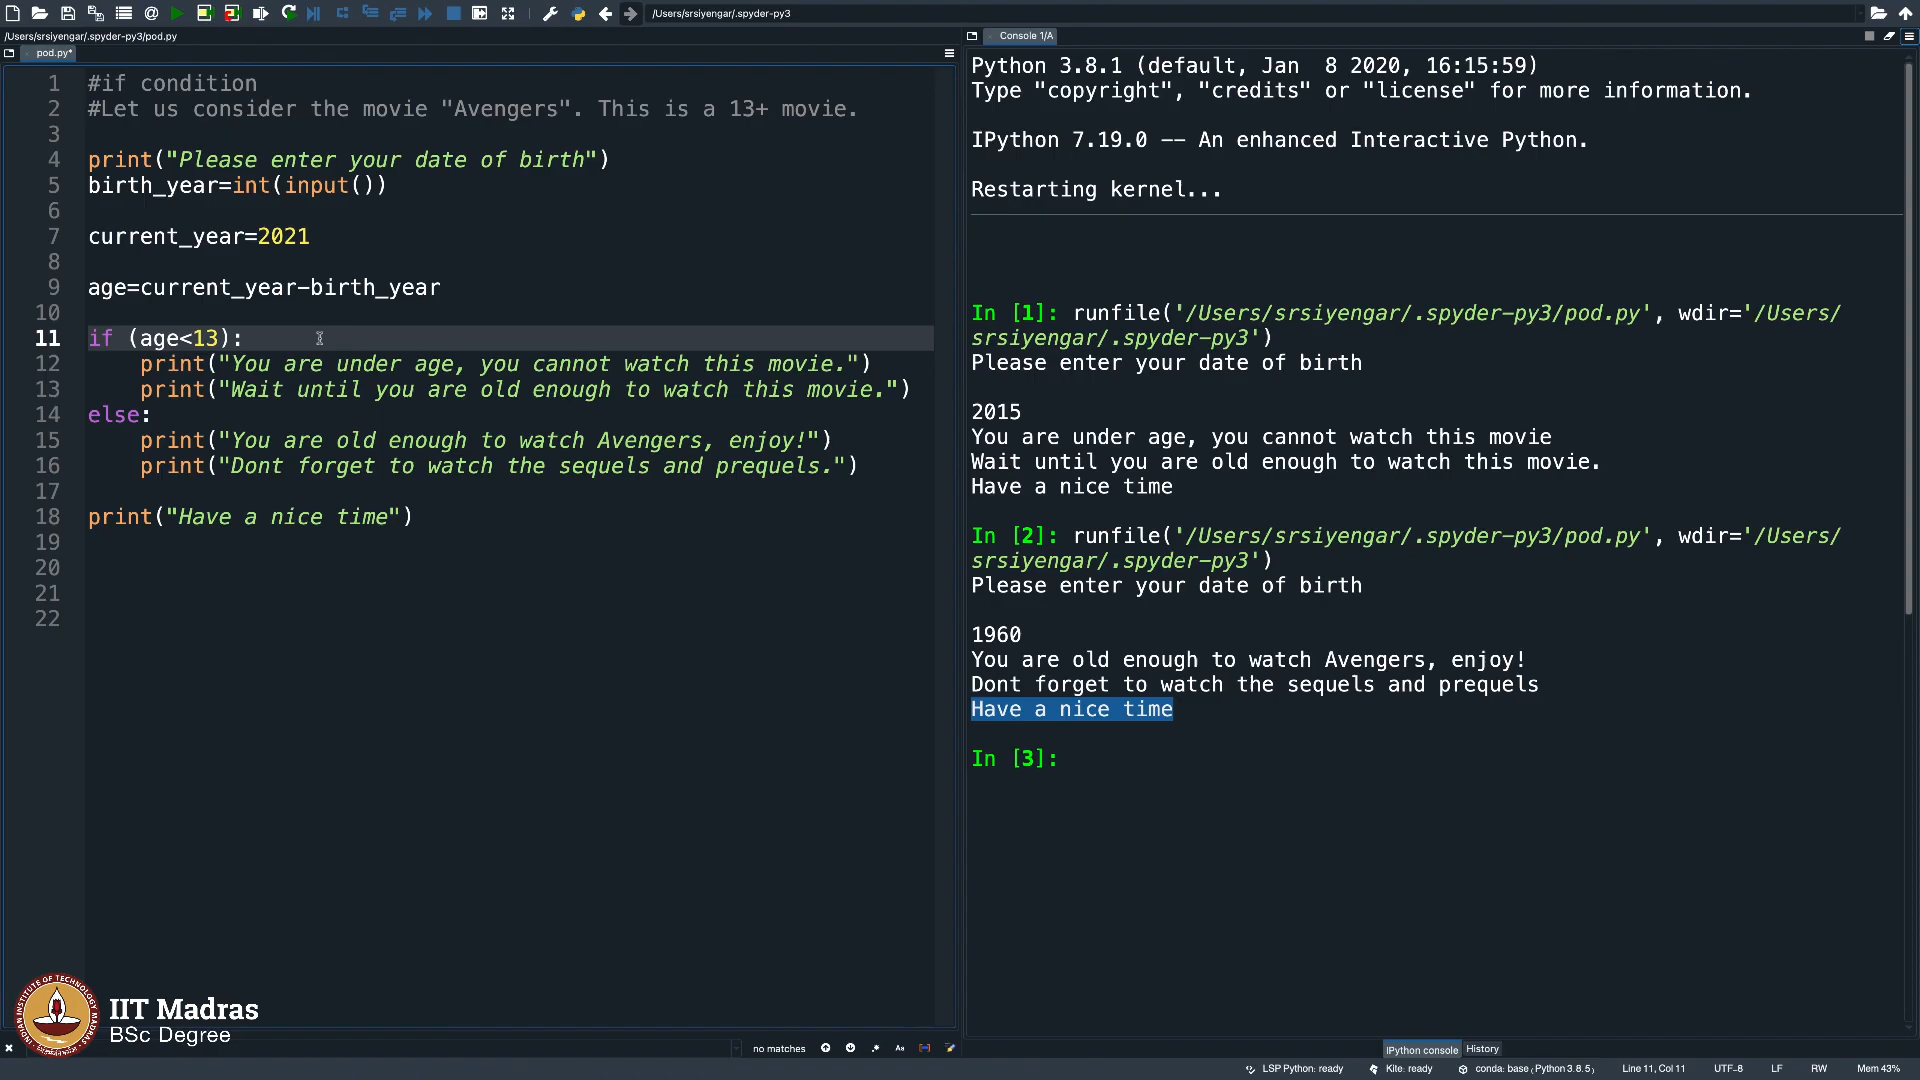 /Users/srsiyengar/.spyder-py3
/Users/srsiyengar/.spyder-py3/pod.py
pod.py*
1 #if condition
2 #Let us consider the movie "Avengers". This is a 13+ movie.
3
4 print("Please enter your date of birth")
5 birth_year=int(input())
6
7 current_year=2021
8
9 age=current_year-birth_year
10
11 if (age<13):
12 print("You are under age, you cannot watch this movie.")
13 print("Wait until you are old enough to watch this movie.")
14 else:
15 print("You are old enough to watch Avengers, enjoy!")
16 print("Dont forget to watch the sequels and prequels.")
17
18 print("Have a nice time")
19
20
21
22
IIT Madras
BSc Degree
no matches
Console 1/A
Python 3.8.1 (default, Jan  8 2020, 16:15:59)
Type "copyright", "credits" or "license" for more information.
IPython 7.19.0 -- An enhanced Interactive Python.
Restarting kernel...
In [1]: runfile('/Users/srsiyengar/.spyder-py3/pod.py', wdir='/Users/
srsiyengar/.spyder-py3')
Please enter your date of birth
2015
You are under age, you cannot watch this movie
Wait until you are old enough to watch this movie.
Have a nice time
In [2]: runfile('/Users/srsiyengar/.spyder-py3/pod.py', wdir='/Users/
srsiyengar/.spyder-py3')
Please enter your date of birth
1960
You are old enough to watch Avengers, enjoy!
Dont forget to watch the sequels and prequels
Have a nice time
In [3]:
IPython console History
LSP Python: ready Kite: ready conda: base (Python 3.8.5) Line 11, Col 11 UTF-8 LF RW Mem 43%